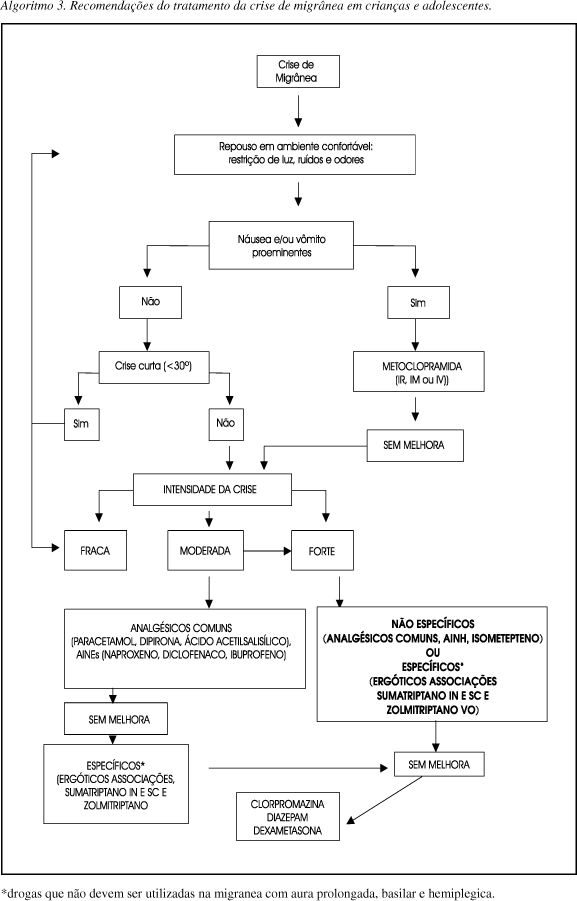 Algoritmo 3. Recomendações do tratamento da crise de migrânea em crianças e adolescentes.
Crise de
Migrânea
Repouso em ambiente confortável:
restrição de luz, ruídos e odores
Náusea e/ou vômito
proeminentes
Não
Sim
Crise curta (<30º)
METOCLOPRAMIDA
(IR, IM ou IV))
Sim
Não
SEM MELHORA
INTENSIDADE DA CRISE
FRACA
MODERADA
FORTE
ANALGÉSICOS COMUNS
(PARACETAMOL, DIPIRONA, ÁCIDO ACETILSALISÍLICO),
AINEs (NAPROXENO, DICLOFENACO, IBUPROFENO)
NÃO ESPECÍFICOS
(ANALGÉSICOS COMUNS, AINH, ISOMETEPTENO)
OU
ESPECÍFICOS*
(ERGÓTICOS ASSOCIAÇÕES
SUMATRIPTANO IN E SC E
ZOLMITRIPTANO VO)
SEM MELHORA
ESPECÍFICOS*
(ERGÓTICOS ASSOCIAÇÕES,
SUMATRIPTANO IN E SC E
ZOLMITRIPTANO
SEM MELHORA
CLORPROMAZINA
DIAZEPAM
DEXAMETASONA
*drogas que não devem ser utilizadas na migranea com aura prolongada, basilar e hemiplegica.